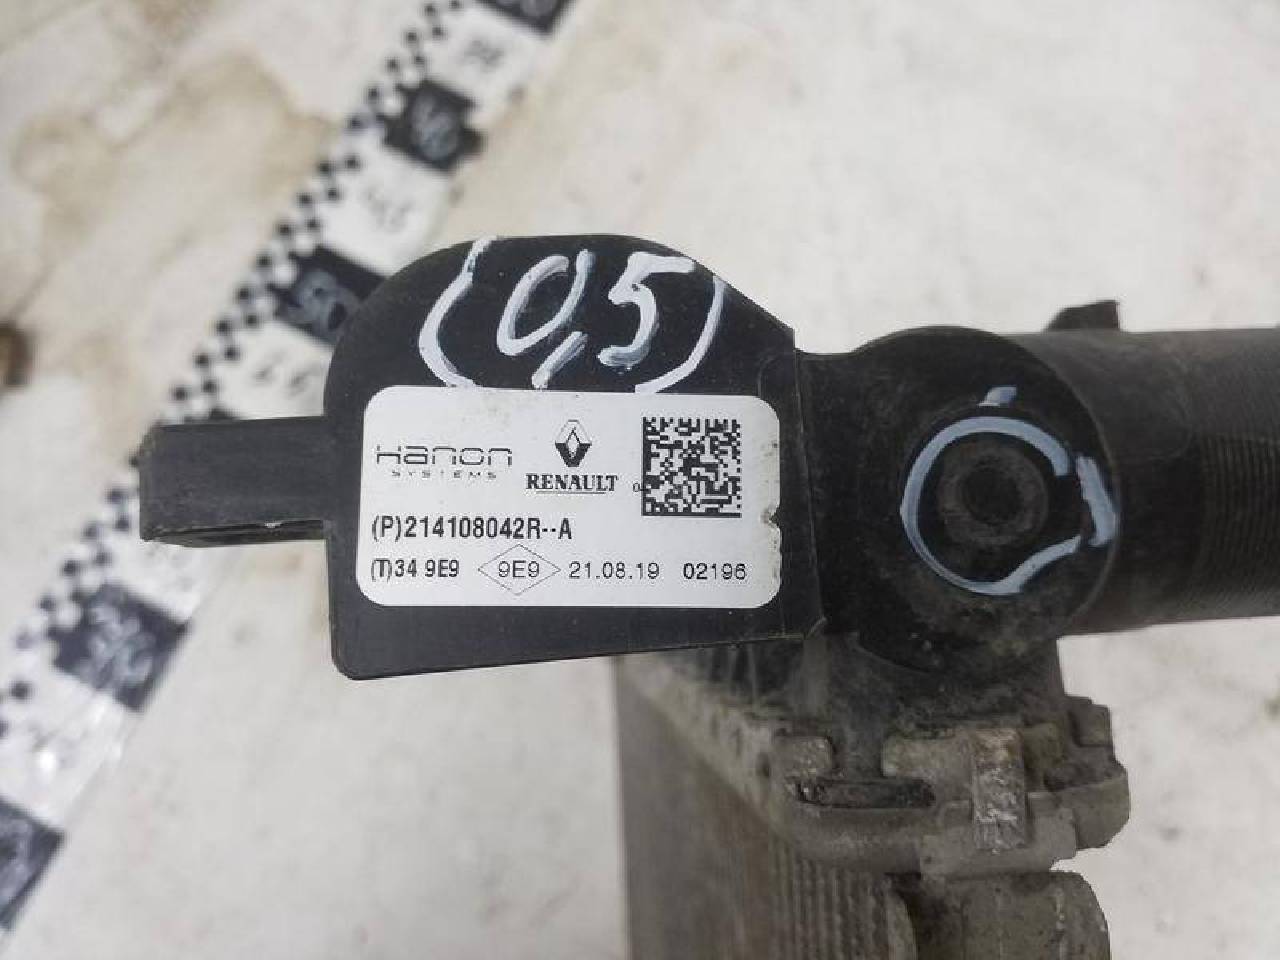 (0,5)
Hanon
SYSTEMS
RENAULT
(P)214108042R--A
(T)34 9E9 9E9 21.08.19 02196